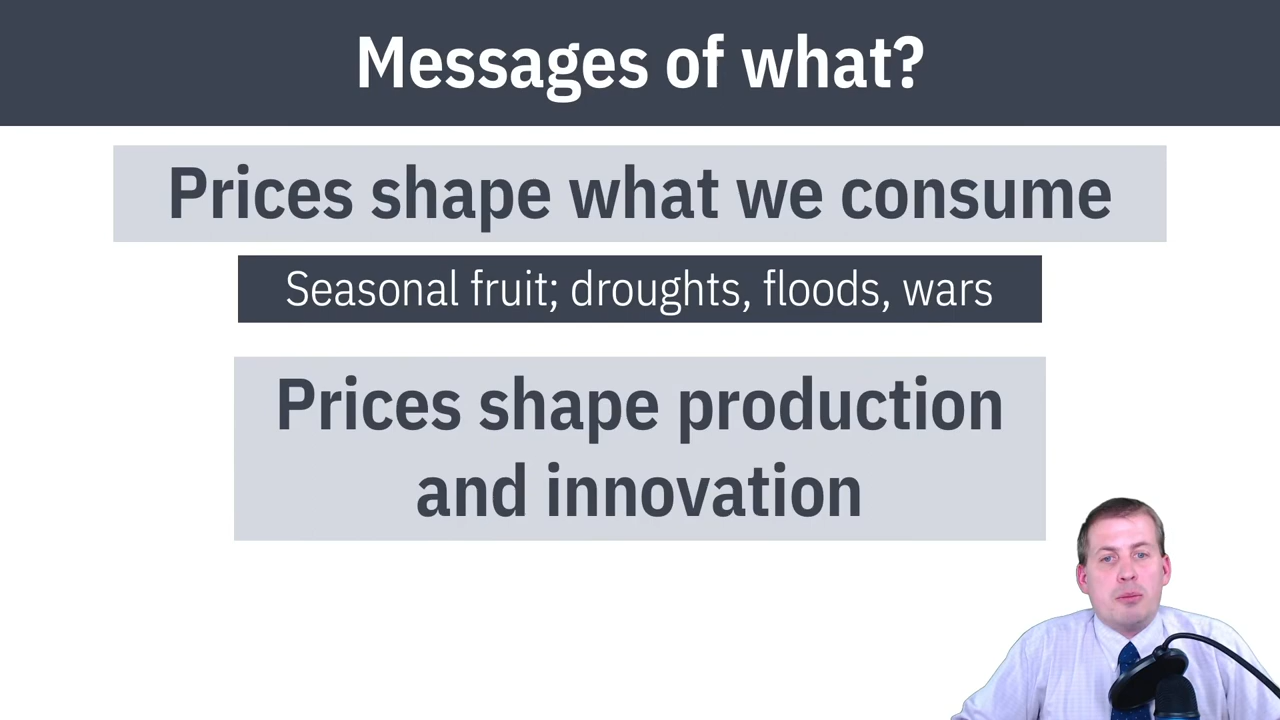 Messages of what?
Prices shape what we consume
Seasonal fruit; droughts, floods, wars
Prices shape production
and innovation